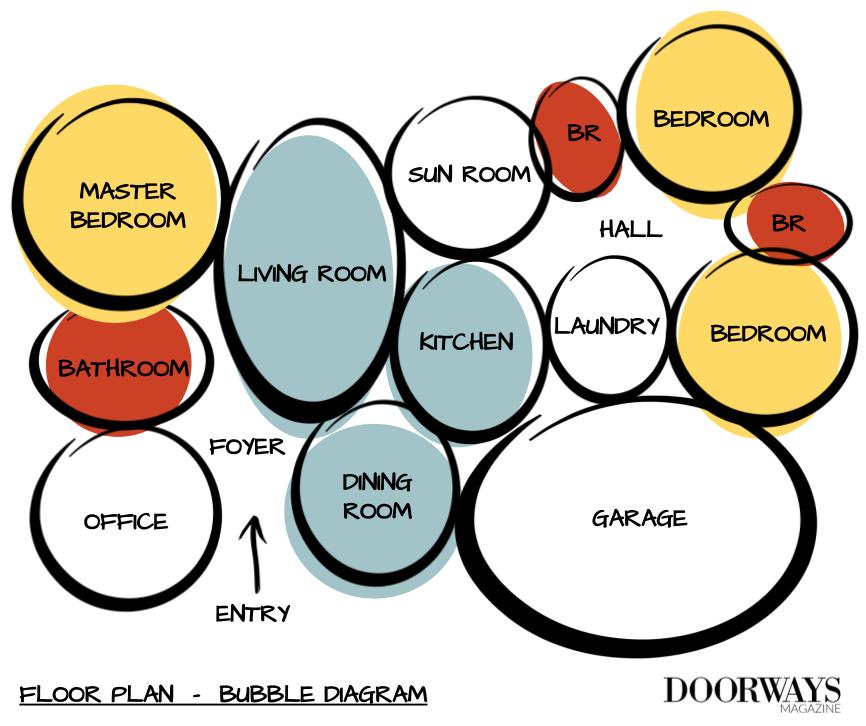 BEDROOM
BR
MASTER
BEDROOM
SUN ROOM
BR
HALL
LIVING ROOM
KITCHEN
LAUNDRY
BEDROOM
BATHROOM
FOYER
DINING
ROOM
OFFICE
GARAGE
ENTRY
FLOOR PLAN - BUBBLE DIAGRAM
DOORWAYS
MAGAZINE